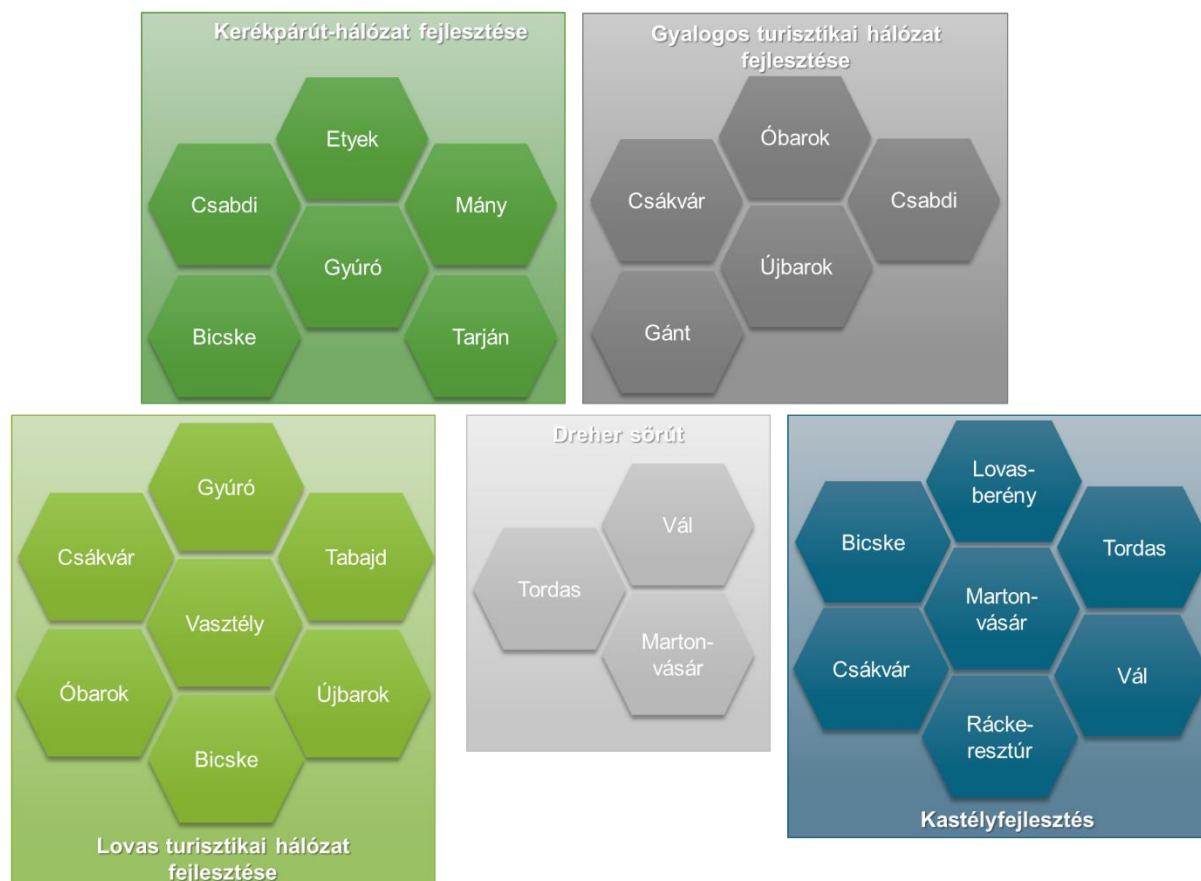 Kerékpárút-hálózat fejlesztése
Etyek
Csabdi
Mány
Gyúró
Bicske
Tarján
Gyalogos turisztikai hálózat
fejlesztése
Óbarok
Csákvár
Csabdi
Újbarok
Gánt
Gyúró
Csákvár
Tabajd
Vasztély
Óbarok
Újbarok
Bicske
Lovas turisztikai hálózat
fejlesztése
Dreher sörút
Vál
Tordas
Marton-
vásár
Lovas-
berény
Bicske
Tordas
Marton-
vásár
Csákvár
Vál
Rácke-
resztúr
Kastélyfejlesztés